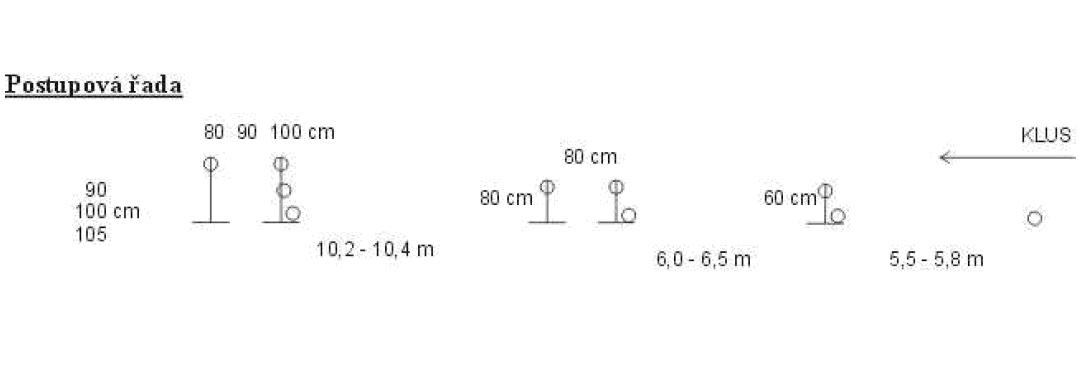 Postupová řada
80 90 100 cm
KLUS
80 cm
90
100 cm
105
80 cm
60 cm
10,2 - 10,4 m
6,0 - 6,5 m
5,5 - 5,8 m